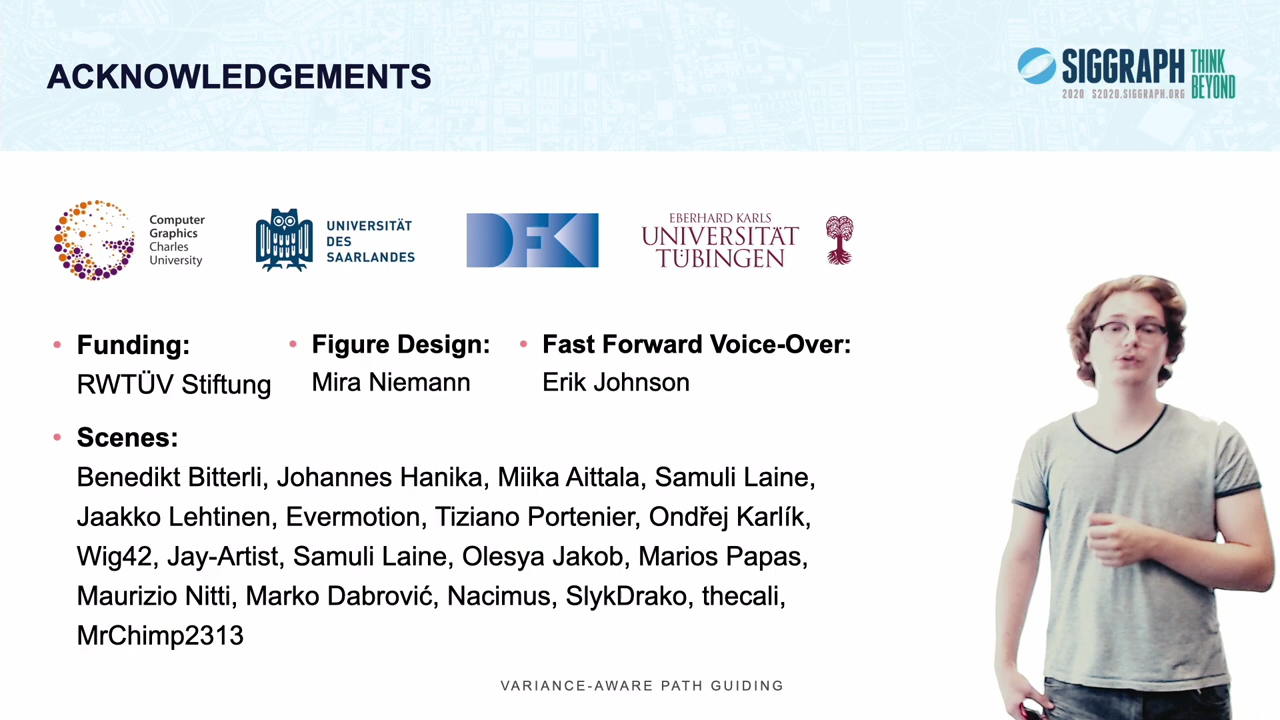 ACKNOWLEDGEMENTS
SIGGRAPH
THINK
BEYOND
2020 S2020.SIGGRAPH.ORG
Computer
Graphics
Charles
University
UNIVERSITÄT
DES
SAARLANDES
DFK
EBERHARD KARLS
UNIVERSITÄT
TÜBINGEN
• Funding:
RWTÜV Stiftung
• Figure Design:
Mira Niemann
• Fast Forward Voice-Over:
Erik Johnson
• Scenes:
Benedikt Bitterli, Johannes Hanika, Miika Aittala, Samuli Laine,
Jaakko Lehtinen, Evermotion, Tiziano Portenier, Ondřej Karlík,
Wig42, Jay-Artist, Samuli Laine, Olesya Jakob, Marios Papas,
Maurizio Nitti, Marko Dabrović, Nacimus, SlykDrako, thecali,
MrChimp2313
VARIANCE-AWARE PATH GUIDING